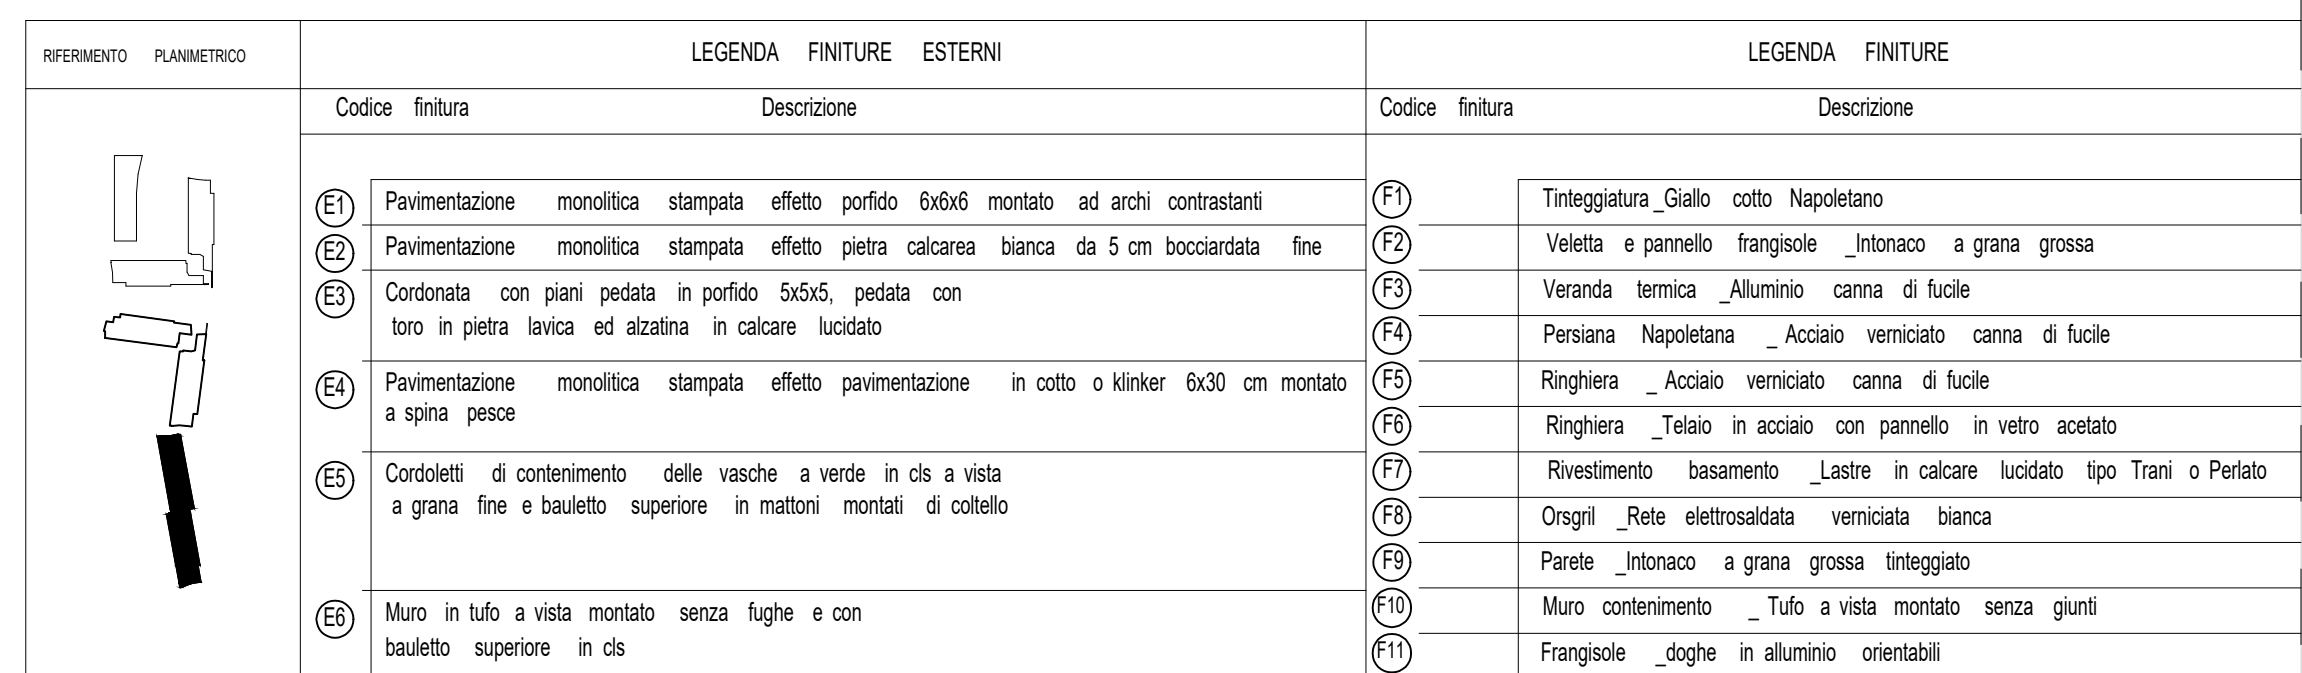 RIFERIMENTO PLANIMETRICO
LEGENDA FINITURE ESTERNI
Codice finitura Descrizione
E1 Pavimentazione monolitica stampata effetto porfido 6x6x6 montato ad archi contrastanti
E2 Pavimentazione monolitica stampata effetto pietra calcarea bianca da 5 cm bocciardata fine
E3 Cordonata con piani pedata in porfido 5x5x5, pedata con
toro in pietra lavica ed alzatina in calcare lucidato
E4 Pavimentazione monolitica stampata effetto pavimentazione in cotto o klinker 6x30 cm montato
a spina pesce
E5 Cordoletti di contenimento delle vasche a verde in cls a vista
a grana fine e bauletto superiore in mattoni montati di coltello
E6 Muro in tufo a vista montato senza fughe e con
bauletto superiore in cls
LEGENDA FINITURE
Codice finitura Descrizione
F1 Tinteggiatura _Giallo cotto Napoletano
F2 Veletta e pannello frangisole _Intonaco a grana grossa
F3 Veranda termica _Alluminio canna di fucile
F4 Persiana Napoletana _ Acciaio verniciato canna di fucile
F5 Ringhiera _ Acciaio verniciato canna di fucile
F6 Ringhiera _Telaio in acciaio con pannello in vetro acetato
F7 Rivestimento basamento _Lastre in calcare lucidato tipo Trani o Perlato
F8 Orsgril _Rete elettrosaldata verniciata bianca
F9 Parete _Intonaco a grana grossa tinteggiato
F10 Muro contenimento _ Tufo a vista montato senza giunti
F11 Frangisole _doghe in alluminio orientabili